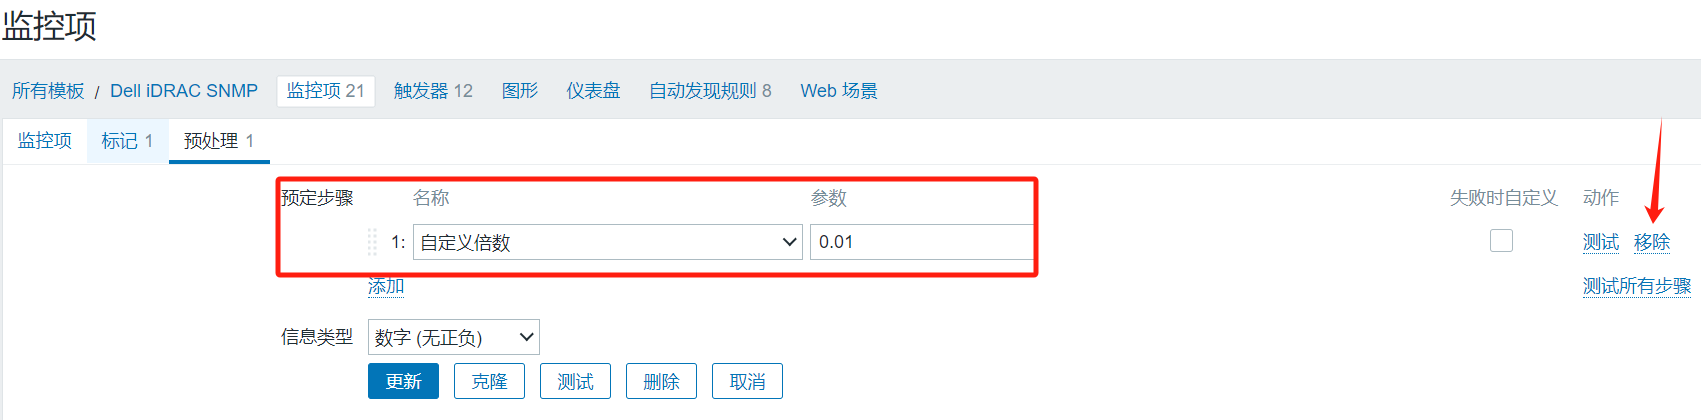 监控项
所有模板 / Dell iDRAC SNMP 监控项 21 触发器 12 图形 仪表盘 自动发现规则 8 Web 场景
监控项 标记 1 预处理 1
预定步骤 名称 参数 失败时自定义 动作
1: 自定义倍数 0.01 测试 移除
添加 测试所有步骤
信息类型 数字 (无正负)
更新 克隆 测试 删除 取消